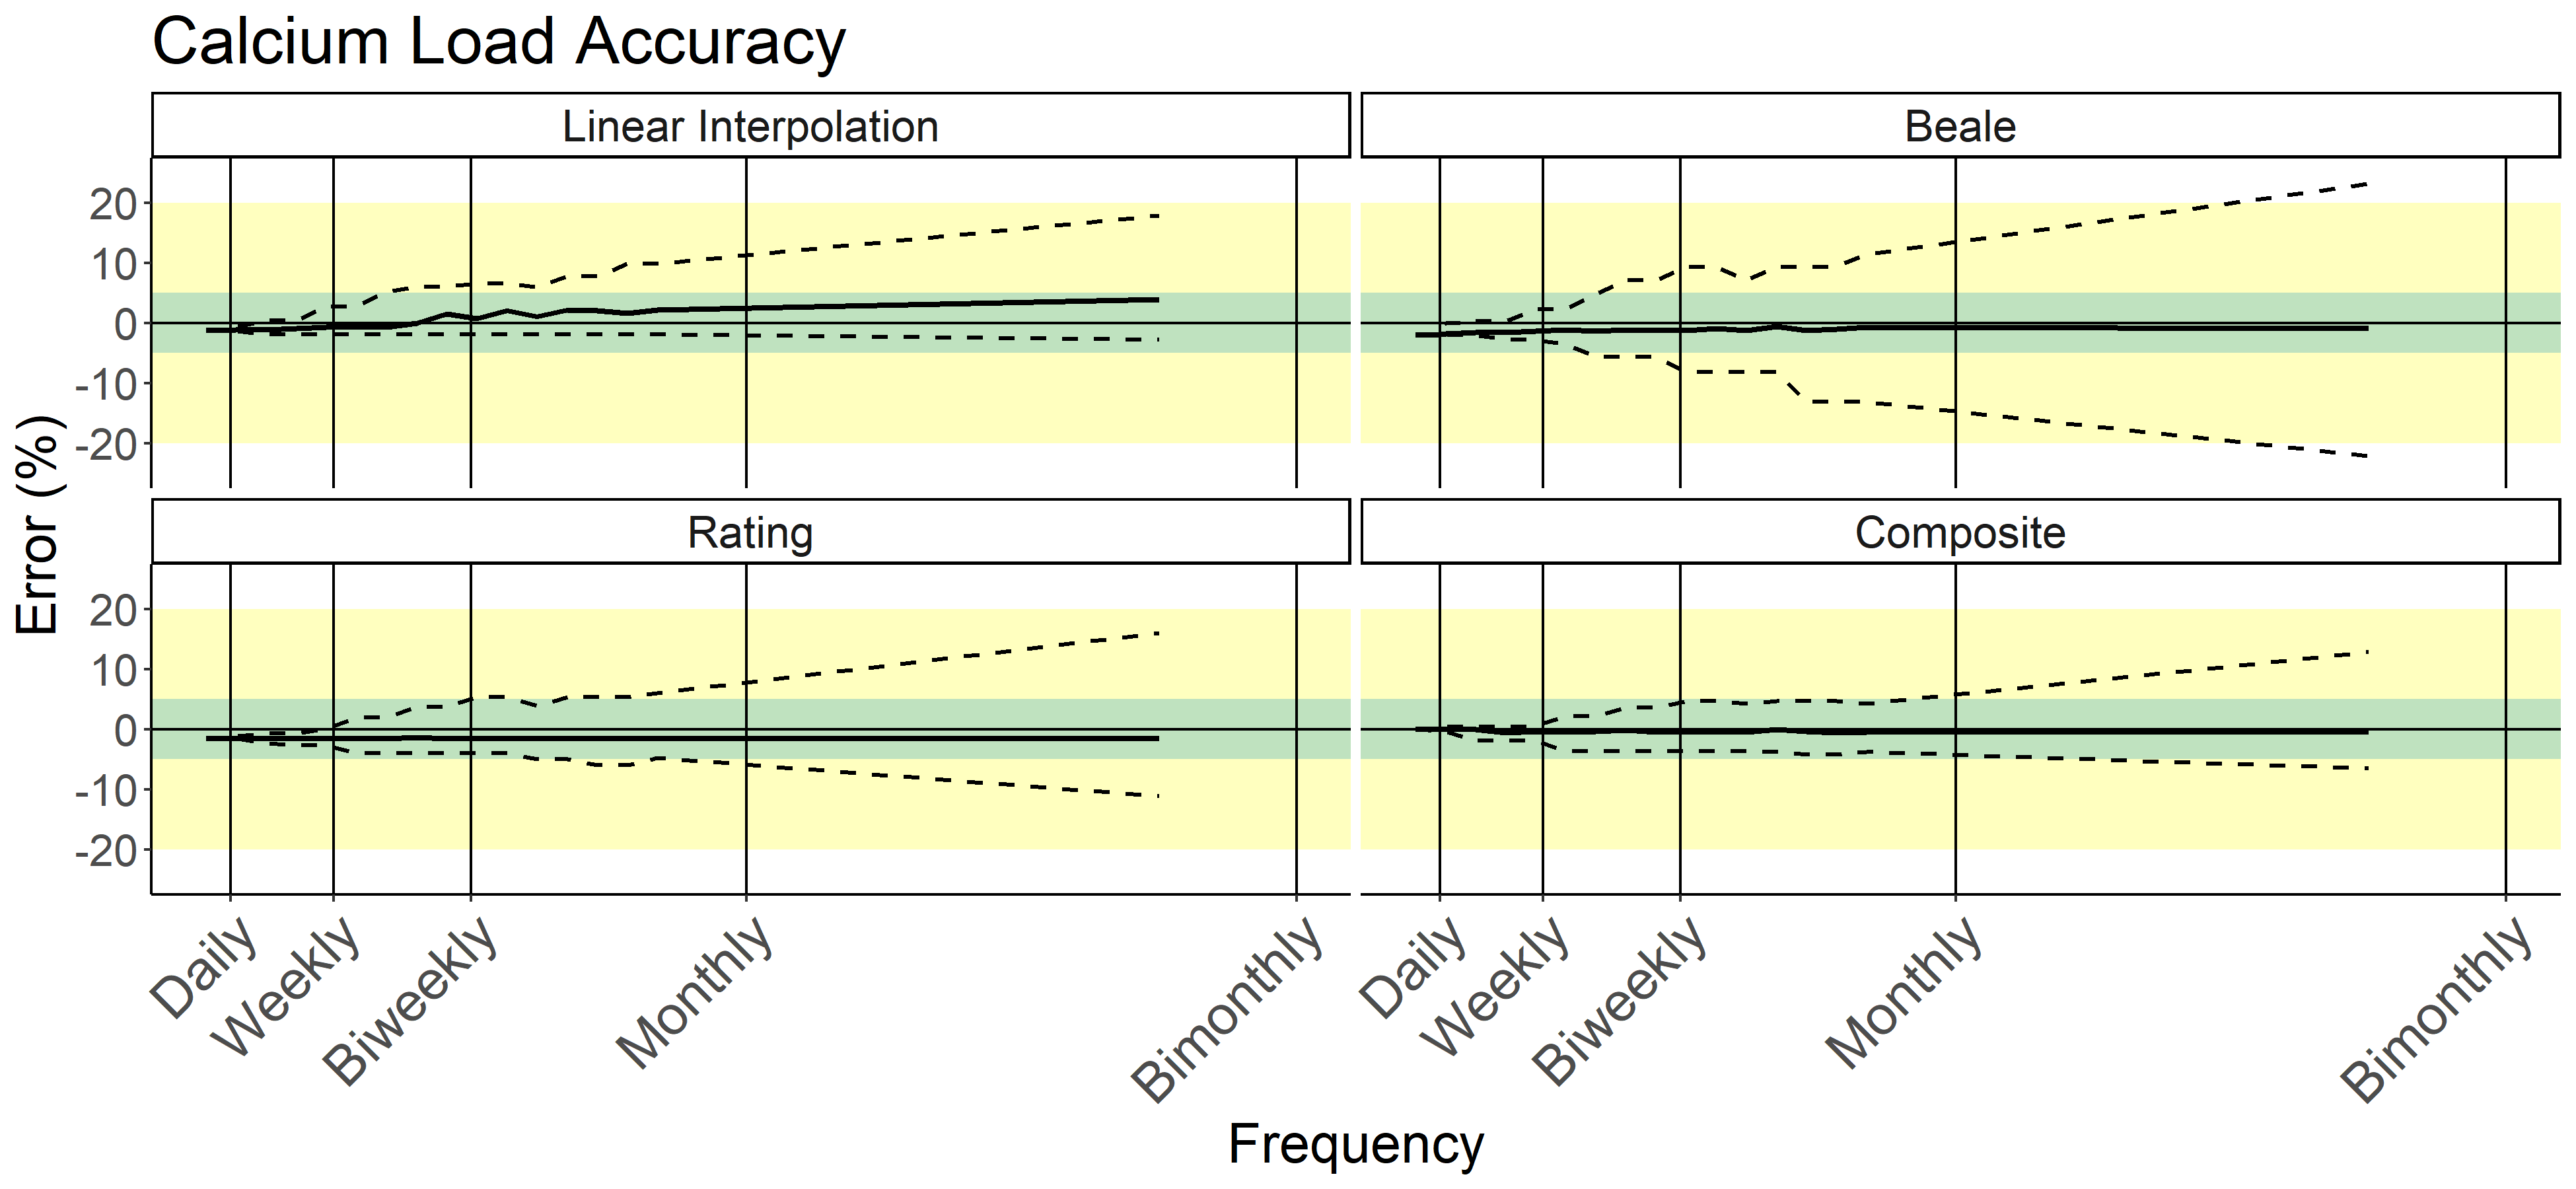 Calcium Load Accuracy
Linear Interpolation
Beale
20
10
0
-10
-20
Rating
Composite
20
10
0
-10
-20
Error (%)
Daily
Weekly
Biweekly
Monthly
Bimonthly
Daily
Weekly
Biweekly
Monthly
Bimonthly
Frequency